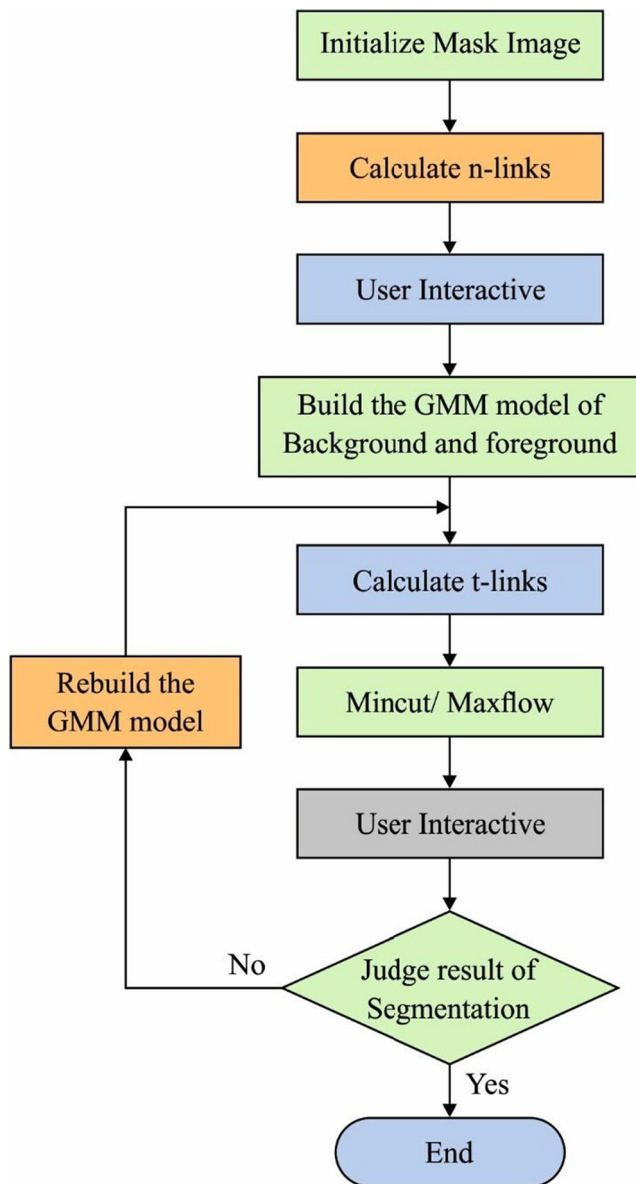 Initialize Mask Image
Calculate n-links
User Interactive
Build the GMM model of
Background and foreground
Calculate t-links
Rebuild the
GMM model
Mincut/ Maxflow
User Interactive
Judge result of
Segmentation
No
Yes
End